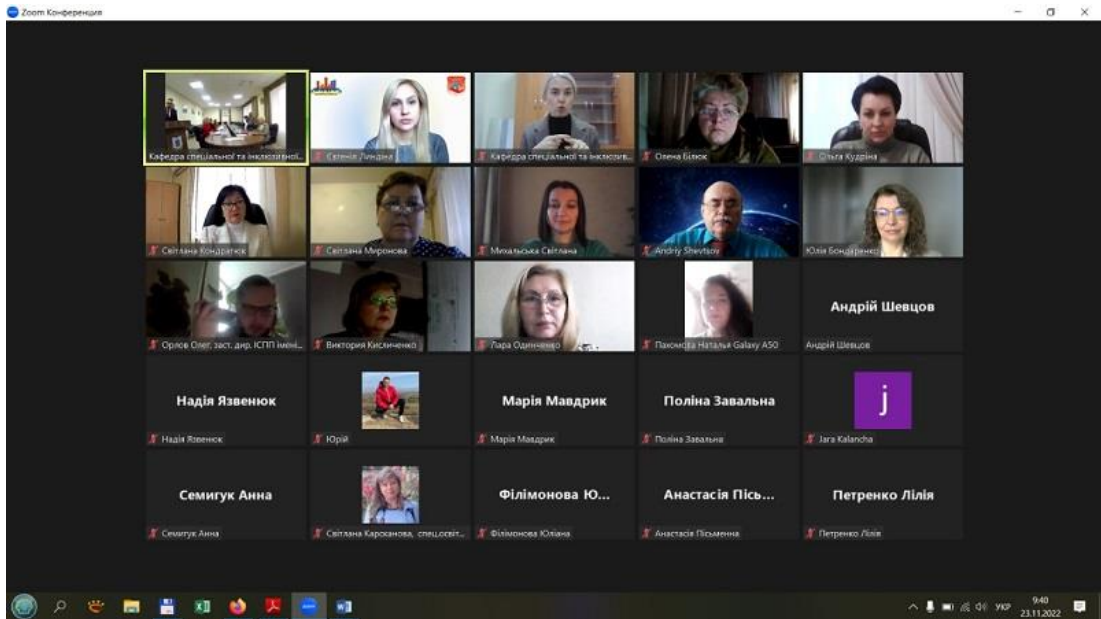 Zoom Конференция
Кафедра спеціальної та інклюзивної...
Євгенія Линдіна
Кафедра спеціальної та інклюзив...
Олена Білюк
Ольга Кудріна
Світлана Кондратюк
Світлана Миронова
Михальська Світлана
Andriy Shevtsov
Юлія Бондаренко
Орлов Олег, заст. дир. ІСПП імені...
Виктория Кисличенко
Лара Одинченко
Пахомова Наталья Galaxy A50
Андрій Шевцов
Андрій Шевцов
Надія Язвенюк
Надія Язвенюк
Юрій
Марія Мавдрик
Марія Мавдрик
Поліна Завальна
Поліна Завальна
j
Jara Kalancha
Семигук Анна
Семигук Анна
Світлана Кароханова, спец.освіт...
Філімонова Ю...
Філімонова Юліана
Анастасія Пісь...
Анастасія Письменна
Петренко Лілія
Петренко Лілія
УКР
9:40
23.11.2022